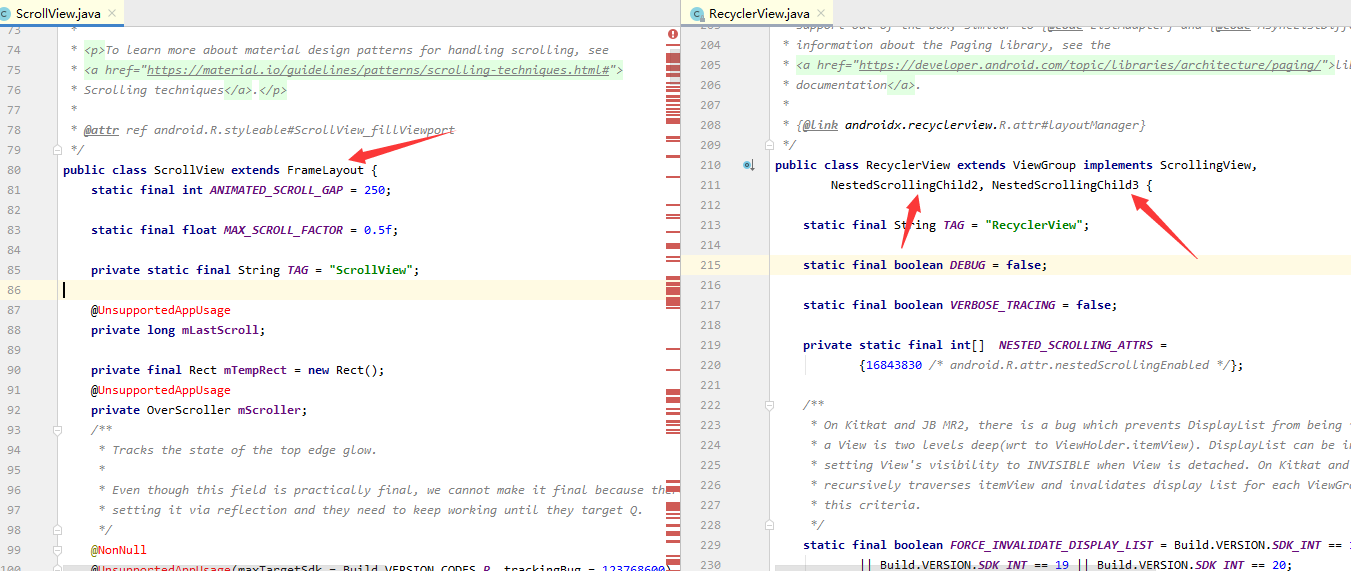 ScrollView.java
73 *
74 * <p>To learn more about material design patterns for handling scrolling, see
75 * <a href="https://material.io/guidelines/patterns/scrolling-techniques.html#">
76 * Scrolling techniques</a>.</p>
77 *
78 * @attr ref android.R.styleable#ScrollView_fillViewport
79 */
80 public class ScrollView extends FrameLayout {
81 static final int ANIMATED_SCROLL_GAP = 250;
82
83 static final float MAX_SCROLL_FACTOR = 0.5f;
84
85 private static final String TAG = "ScrollView";
86
87 @UnsupportedAppUsage
88 private long mLastScroll;
89
90 private final Rect mTempRect = new Rect();
91 @UnsupportedAppUsage
92 private OverScroller mScroller;
93 /**
94 * Tracks the state of the top edge glow.
95 *
96 * Even though this field is practically final, we cannot make it final because
97 * setting it via reflection and they need to keep working until they target Q.
98 */
99 @NonNull
100 @UnsupportedAppUsage(maxTargetSdk = Build.VERSION_CODES.P, trackingBug = 123768600)
RecyclerView.java
204 * information about the Paging library, see the
205 * <a href="https://developer.android.com/topic/libraries/architecture/paging/">
206 * documentation</a>.
207 *
208 * {@link androidx.recyclerview.R.attr#layoutManager}
209 */
210 public class RecyclerView extends ViewGroup implements ScrollingView,
211 NestedScrollingChild2, NestedScrollingChild3 {
212
213 static final String TAG = "RecyclerView";
214
215 static final boolean DEBUG = false;
216
217 static final boolean VERBOSE_TRACING = false;
218
219 private static final int[] NESTED_SCROLLING_ATTRS =
220 {16843830 /* android.R.attr.nestedScrollingEnabled */};
221
222 /**
223 * On Kitkat and JB MR2, there is a bug which prevents DisplayList from being
224 * a View is two levels deep(wrt to ViewHolder.itemView). DisplayList can be
225 * setting View's visibility to INVISIBLE when View is detached. On Kitkat and
226 * recursively traverses itemView and invalidates display list for each
227 * this criteria.
228 */
229 static final boolean FORCE_INVALIDATE_DISPLAY_LIST = Build.VERSION.SDK_INT ==
230 || Build.VERSION.SDK_INT == 19 || Build.VERSION.SDK_INT == 20;